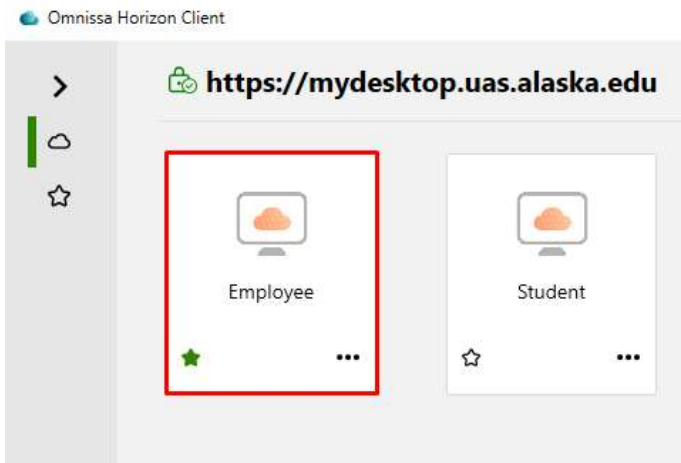 Omnissa Horizon Client
https://mydesktop.uas.alaska.edu
Employee
Student